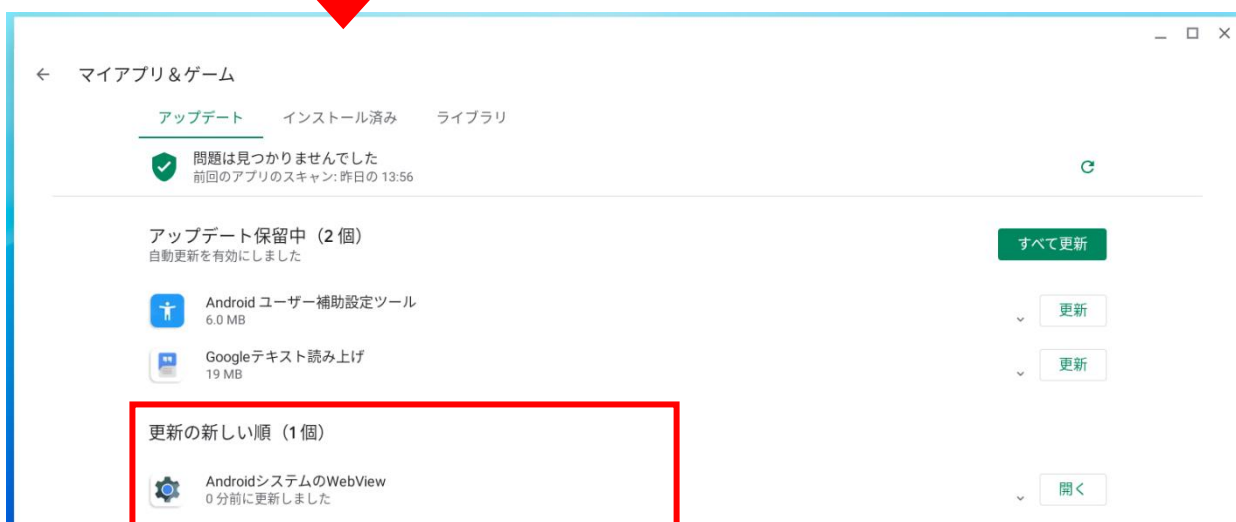 マイアプリ＆ゲーム
アップデート インストール済み ライブラリ
問題は見つかりませんでした
前回のアプリのスキャン: 昨日の 13:56
アップデート保留中（2 個）
自動更新を有効にしました
すべて更新
Android ユーザー補助設定ツール
6.0 MB
更新
Googleテキスト読み上げ
19 MB
更新
更新の新しい順（1 個）
AndroidシステムのWebView
0 分前に更新しました
開く